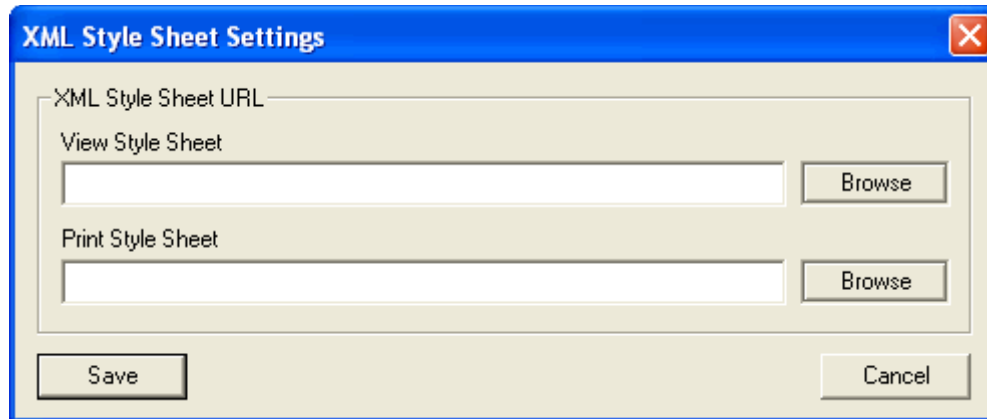 XML Style Sheet Settings
XML Style Sheet URL
View Style Sheet
Browse
Print Style Sheet
Browse
Save Cancel